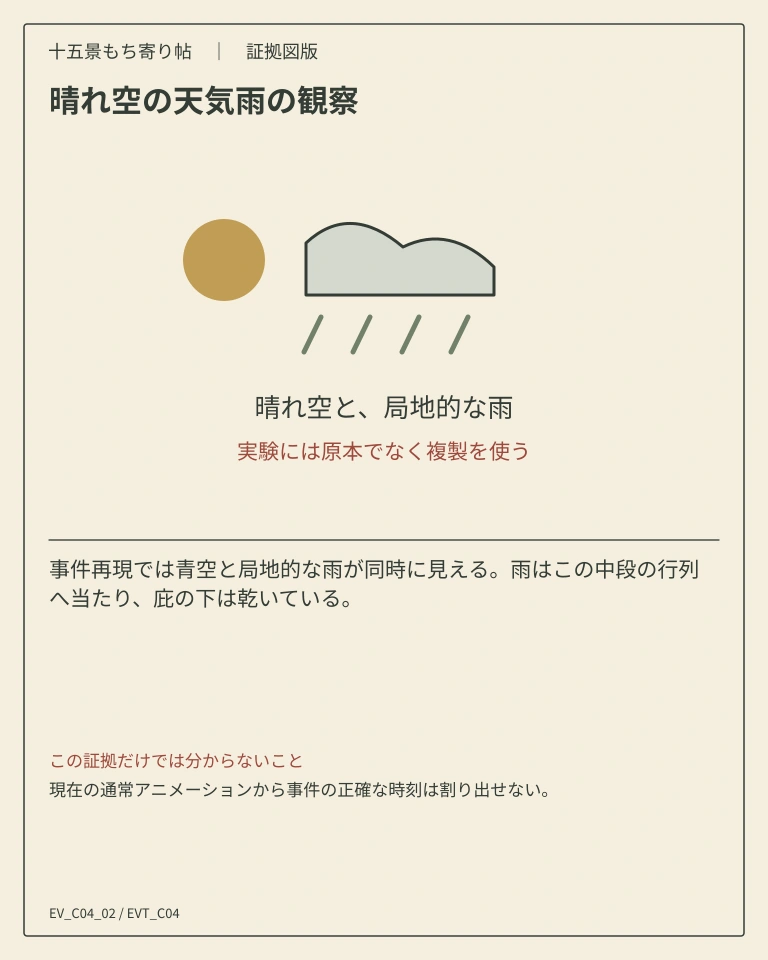 十五景もち寄り帖 ｜ 証拠図版
晴れ空の天気雨の観察
晴れ空と、局地的な雨
実験には原本でなく複製を使う
事件再現では青空と局地的な雨が同時に見える。雨はこの中段の行列
へ当たり、庇の下は乾いている。
この証拠だけでは分からないこと
現在の通常アニメーションから事件の正確な時刻は割り出せない。
EV_C04_02 / EVT_C04